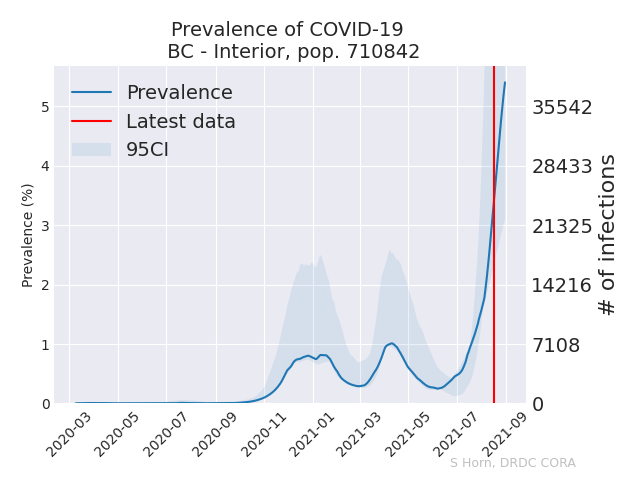 Prevalence of COVID-19
BC - Interior, pop. 710842
Prevalence
Latest data
95CI
Prevalence (%)
5
4
3
2
1
0
35542
28433
21325
14216
7108
0
# of infections
2020-03
2020-05
2020-07
2020-09
2020-11
2021-01
2021-03
2021-05
2021-07
2021-09
S Horn, DRDC CORA